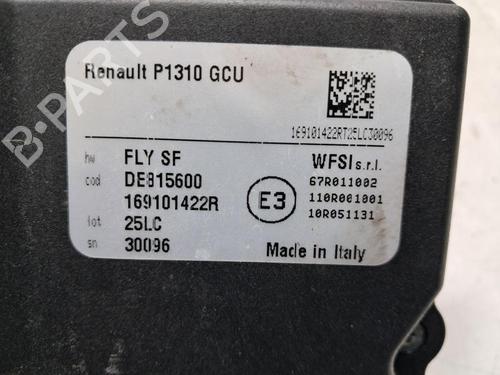 Renault P1310 GCU
169101422RT25LC30096
hw FLY SF
WFSI s.r.l.
cod DE815600
67R011002
169101422R
E3
110R001001
lot 25LC
10R051131
sn 30096
Made in Italy
B-PARTS